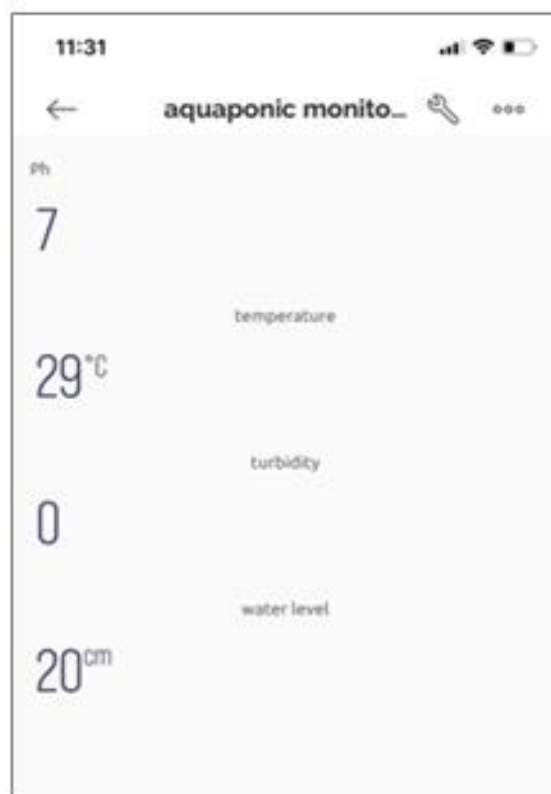 11:31
aquaponic monito...
Ph
7
temperature
29°C
turbidity
0
water level
20cm